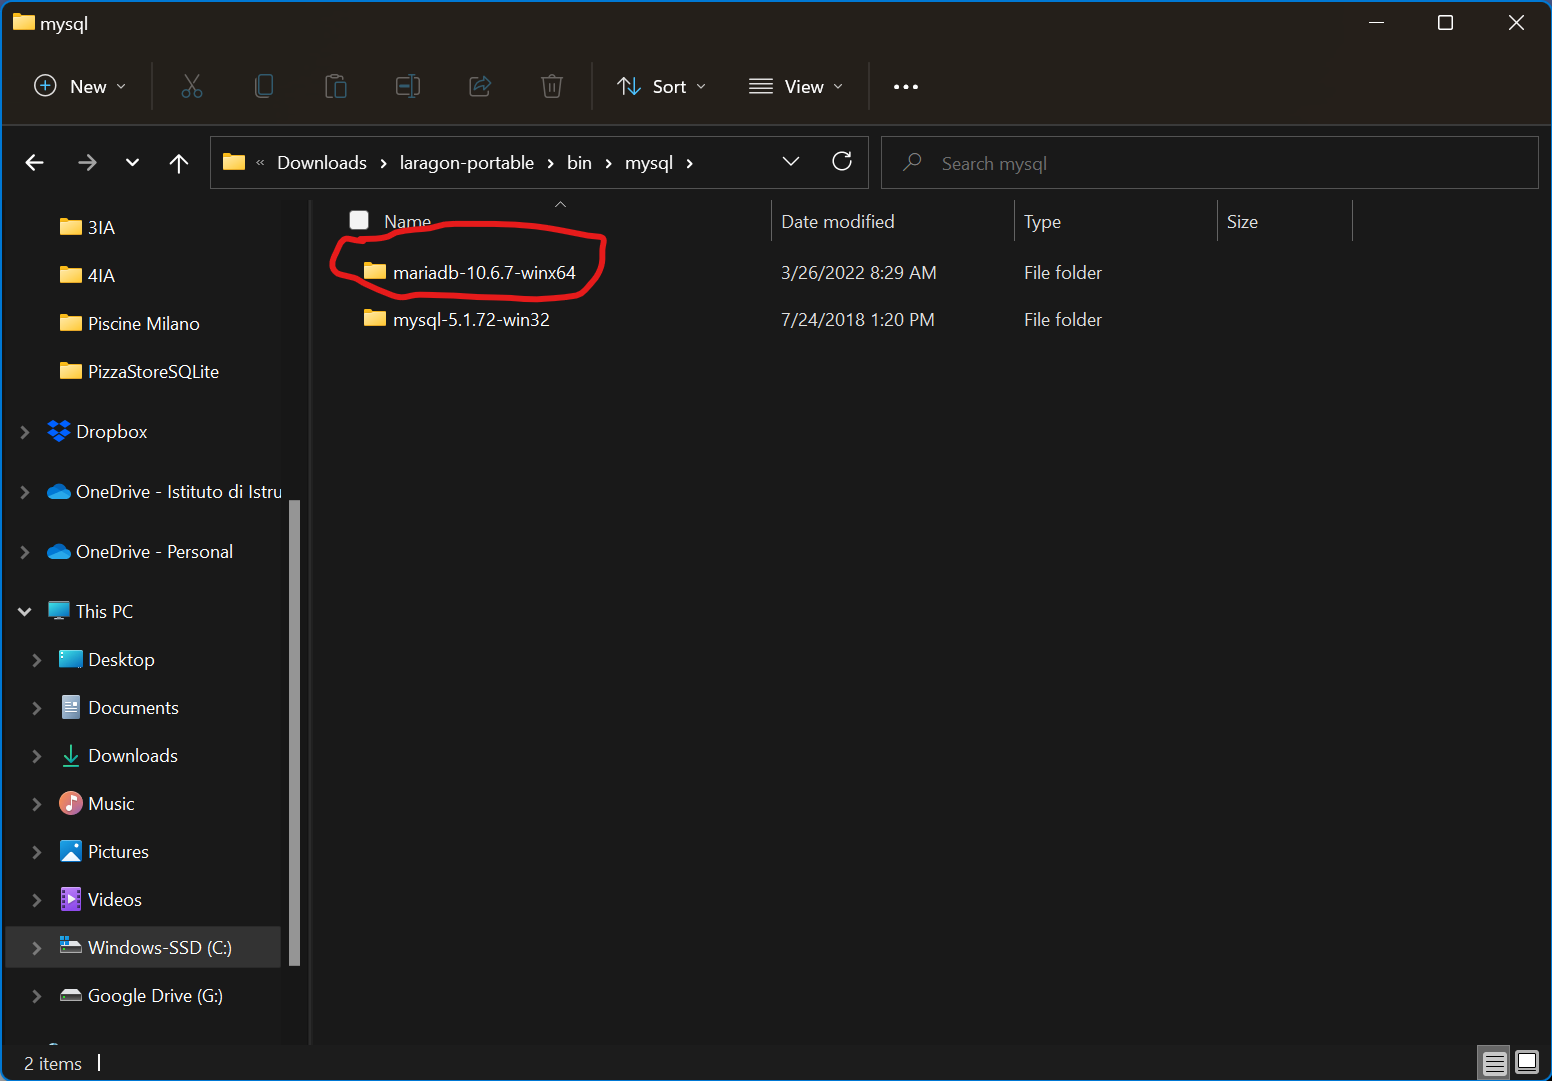 mysql
New
Sort
View
« Downloads › laragon-portable › bin › mysql ›
Search mysql
3IA
4IA
Piscine Milano
PizzaStoreSQLite
Dropbox
OneDrive - Istituto di Istru
OneDrive - Personal
This PC
Desktop
Documents
Downloads
Music
Pictures
Videos
Windows-SSD (C:)
Google Drive (G:)
Name Date modified Type Size
mariadb-10.6.7-winx64 3/26/2022 8:29 AM File folder
mysql-5.1.72-win32 7/24/2018 1:20 PM File folder
2 items